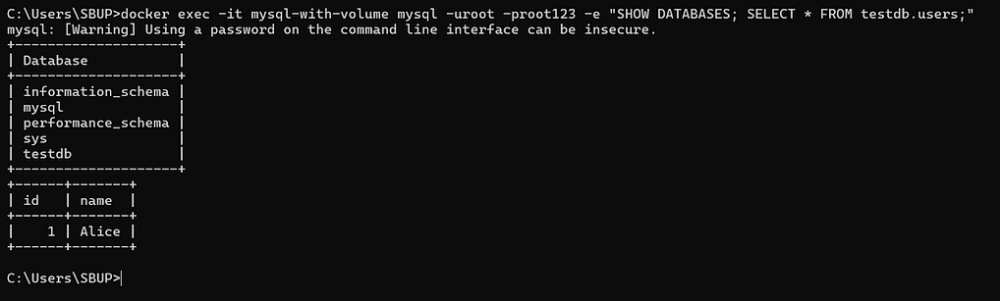 C:\Users\SBUP>docker exec -it mysql-with-volume mysql -uroot -proot123 -e "SHOW DATABASES; SELECT * FROM testdb.users;"
mysql: [Warning] Using a password on the command line interface can be insecure.
+--------------------+
| Database           |
+--------------------+
| information_schema |
| mysql              |
| performance_schema |
| sys                |
| testdb             |
+--------------------+
+------+-------+
| id   | name  |
+------+-------+
|    1 | Alice |
+------+-------+
C:\Users\SBUP>